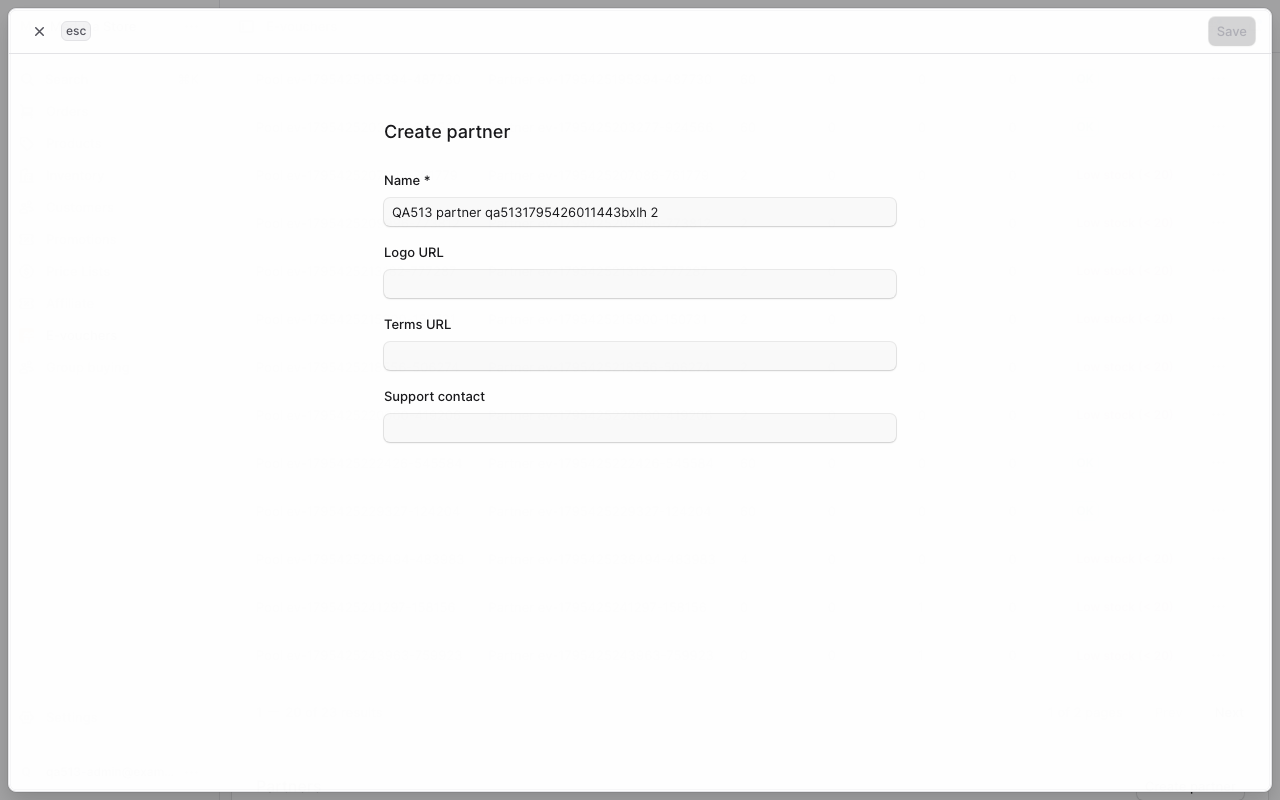 esc
Save
Create partner
Name *
QA513 partner qa5131795426011443bxlh 2
Logo URL
Terms URL
Support contact